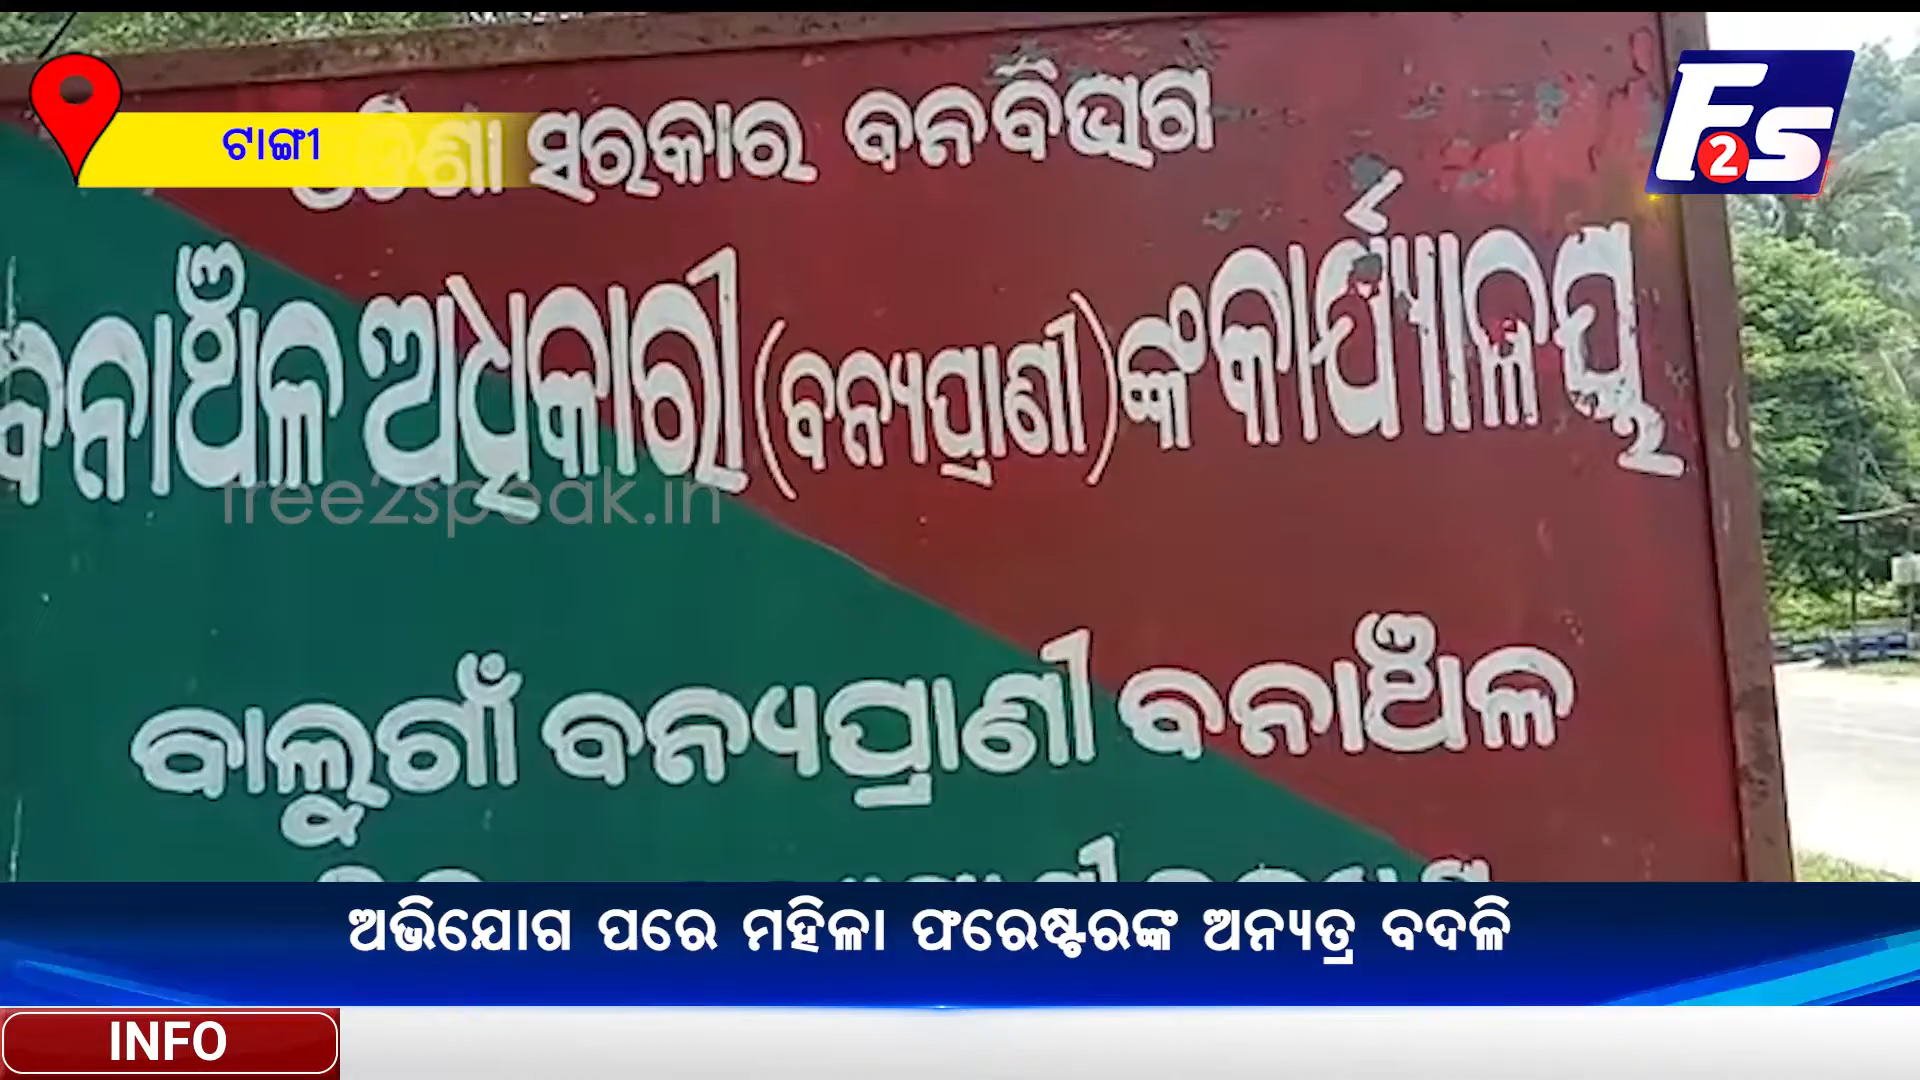 ଟାଙ୍ଗୀ
F2S
ସରକାର ବନବିଭାଗ
ବନାଞ୍ଚଳ ଅଧିକାରୀ (ବନ୍ୟପ୍ରାଣୀ)ଙ୍କଂ କାର୍ଯ୍ୟାଳୟ
free2speak.in
ବାଲୁଗାଁ ବନ୍ୟପ୍ରାଣୀ ବନାଞ୍ଚଳ
ଅଭିଯୋଗ ପରେ ମହିଳା ଫରେଷ୍ଟରଙ୍କ ଅନ୍ୟତ୍ର ବଦଳି
INFO